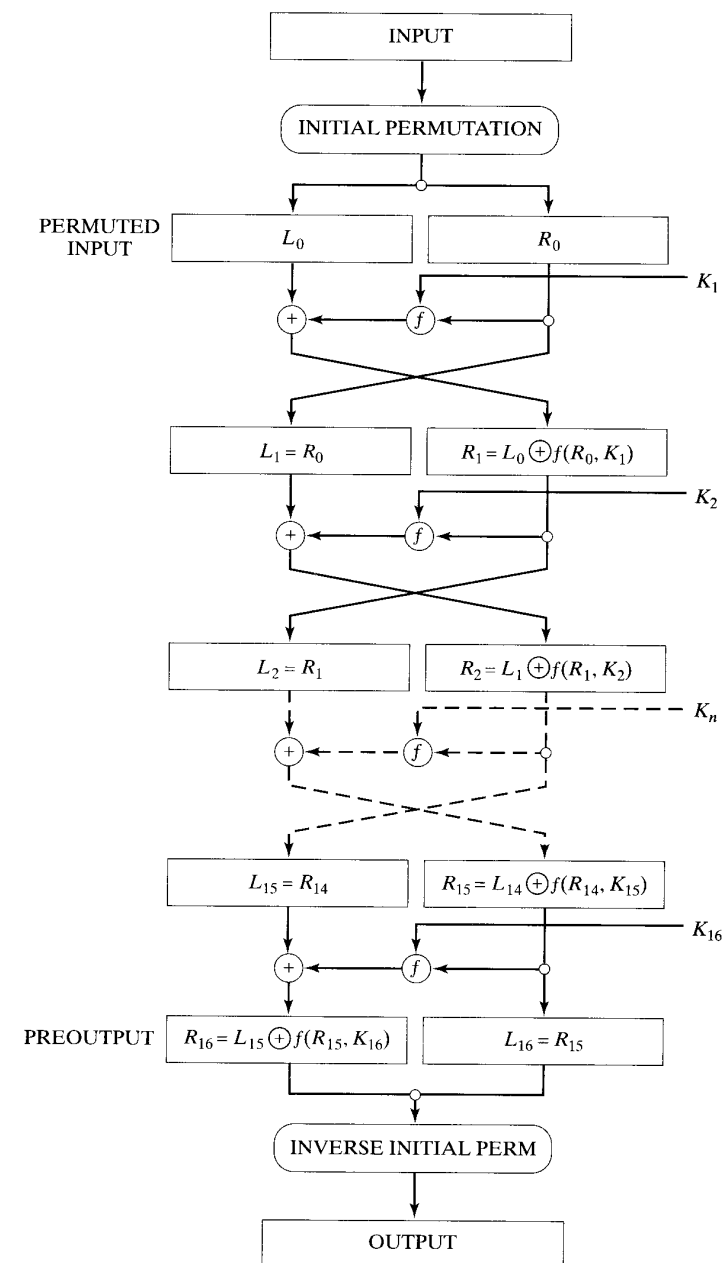 INPUT
INITIAL PERMUTATION
PERMUTED
INPUT
L₀
R₀
K₁
+
f
L₁ = R₀
R₁ = L₀ ⊕ f(R₀, K₁)
K₂
+
f
L₂ = R₁
R₂ = L₁ ⊕ f(R₁, K₂)
Kₙ
+
f
L₁₅ = R₁₄
R₁₅ = L₁₄ ⊕ f(R₁₄, K₁₅)
K₁₆
+
f
PREOUTPUT
R₁₆ = L₁₅ ⊕ f(R₁₅, K₁₆)
L₁₆ = R₁₅
INVERSE INITIAL PERM
OUTPUT